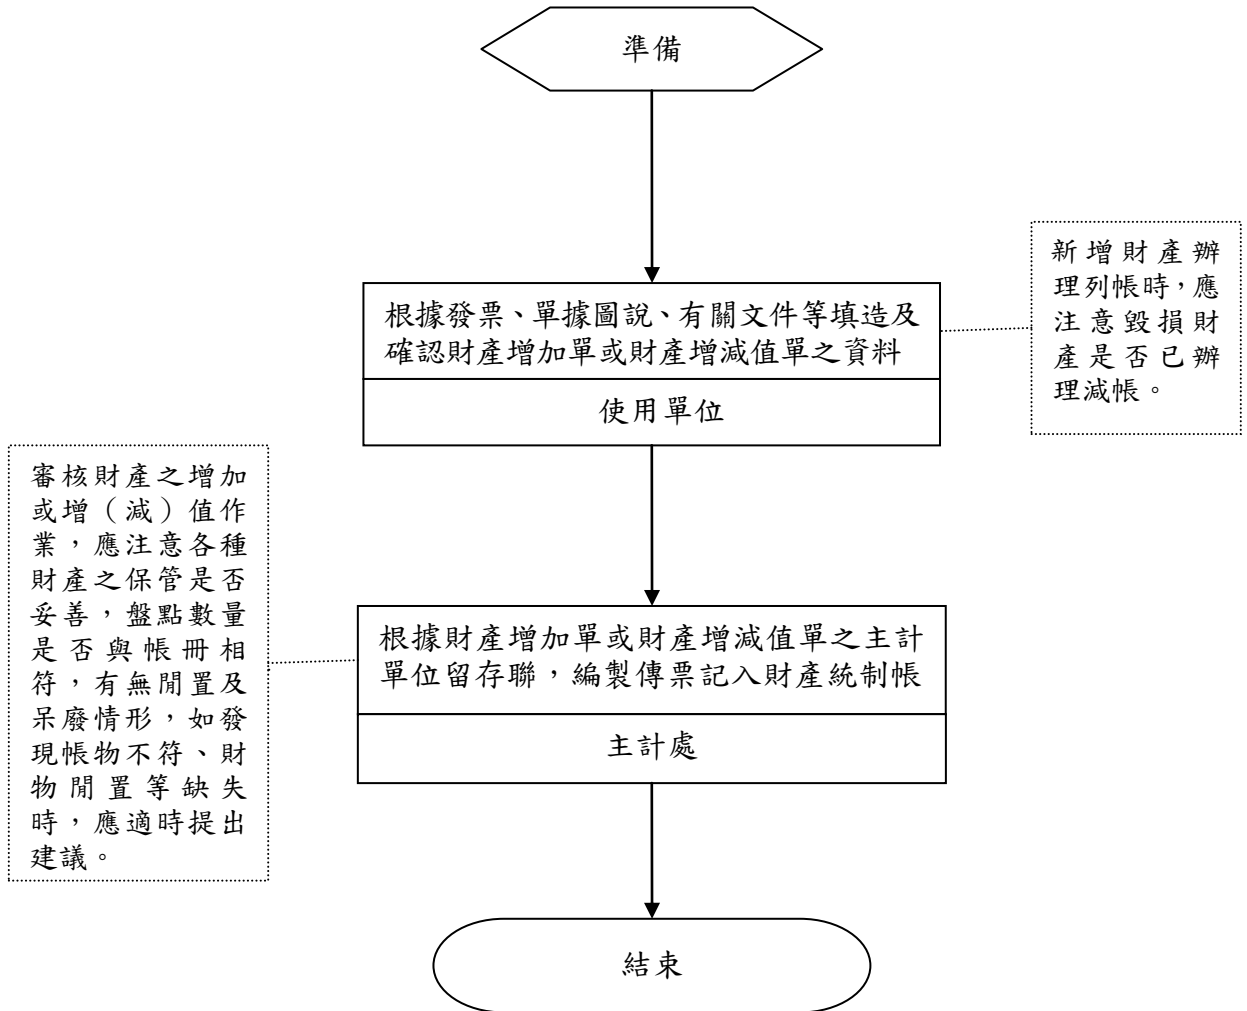 準備
新增財產辦
理列帳時，應
注意毀損財
產是否已辦
理減帳。
根據發票、單據圖說、有關文件等填造及
確認財產增加單或財產增減值單之資料
使用單位
審核財產之增加
或增（減）值作
業，應注意各種
財產之保管是否
妥善，盤點數量
是否與帳冊相
符，有無閒置及
呆廢情形，如發
現帳物不符、財
物閒置等缺失
時，應適時提出
建議。
根據財產增加單或財產增減值單之主計
單位留存聯，編製傳票記入財產統制帳
主計處
結束